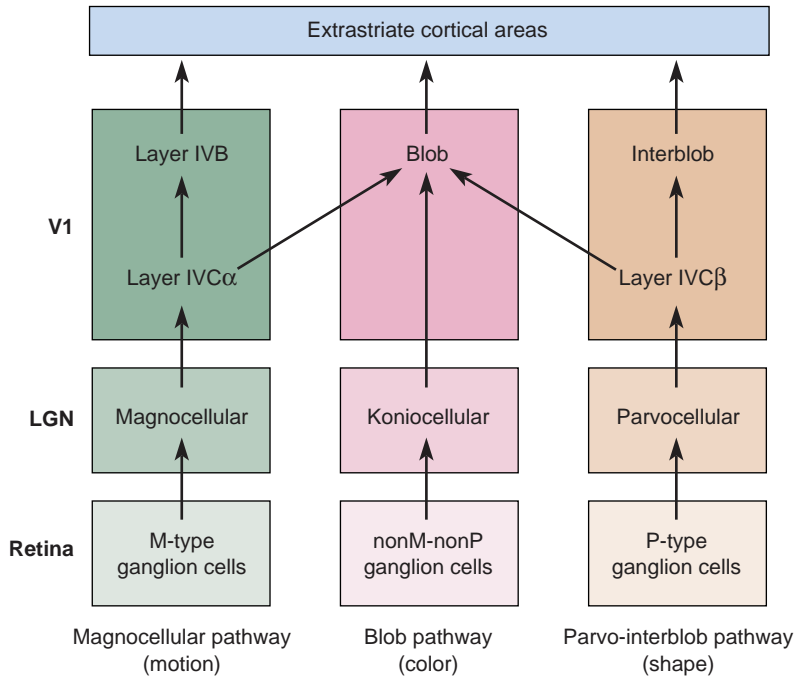 Extrastriate cortical areas
V1
Layer IVB
Blob
Interblob
Layer IVCα
Layer IVCβ
LGN
Magnocellular
Koniocellular
Parvocellular
Retina
M-type
ganglion cells
nonM-nonP
ganglion cells
P-type
ganglion cells
Magnocellular pathway
(motion)
Blob pathway
(color)
Parvo-interblob pathway
(shape)